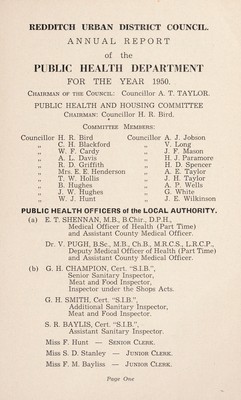 REDDITCH URBAN DISTRICT COUNCIL.
ANNUAL REPORT
of the
PUBLIC HEALTH DEPARTMENT
FOR THE YEAR 1950.
CHAIRMAN OF THE COUNCIL: Councillor A. T. TAYLOR.
PUBLIC HEALTH AND HOUSING COMMITTEE
CHAIRMAN: Councillor H. R. Bird.
COMMITTEE MEMBERS:
Councillor H. R. Bird Councillor A. J. Jobson
„ C. H. Blackford „ V. Long
„ W. F. Cardy „ J. F. Mason
„ A. L. Davis „ H. J. Paramore
„ R. D. Griffith „ H. D. Spencer
„ Mrs. E. E. Henderson „ A. E. Taylor
„ T. W. Hollis „ J. H. Taylor
„ B. Hughes „ A. P. Wells
„ J. W. Hughes „ G. White
„ W. J. Hunt „ J. E. Wilkinson
PUBLIC HEALTH OFFICERS of the LOCAL AUTHORITY.
(a) E. T. SHENNAN, M.B., B.Chir., D.P.H.,
Medical Officer of Health (Part Time)
and Assistant County Medical Officer.
Dr. V. PUGH, B.Sc., M.B., Ch.B., M.R.C.S., L.R.C.P.,
Deputy Medical Officer of Health (Part Time)
and Assistant County Medical Officer.
(b) G. H. CHAMPION, Cert. "S.I.B.",
Senior Sanitary Inspector,
Meat and Food Inspector,
Inspector under the Shops Acts.
G. H. SMITH, Cert. "S.I.B.",
Additional Sanitary Inspector,
Meat and Food Inspector.
S. R. BAYLIS, Cert. "S.I.B.",
Assistant Sanitary Inspector.
Miss F. Hunt — SENIOR CLERK.
Miss S. D. Stanley — JUNIOR CLERK.
Miss F. M. Bayliss — JUNIOR CLERK.
Page One